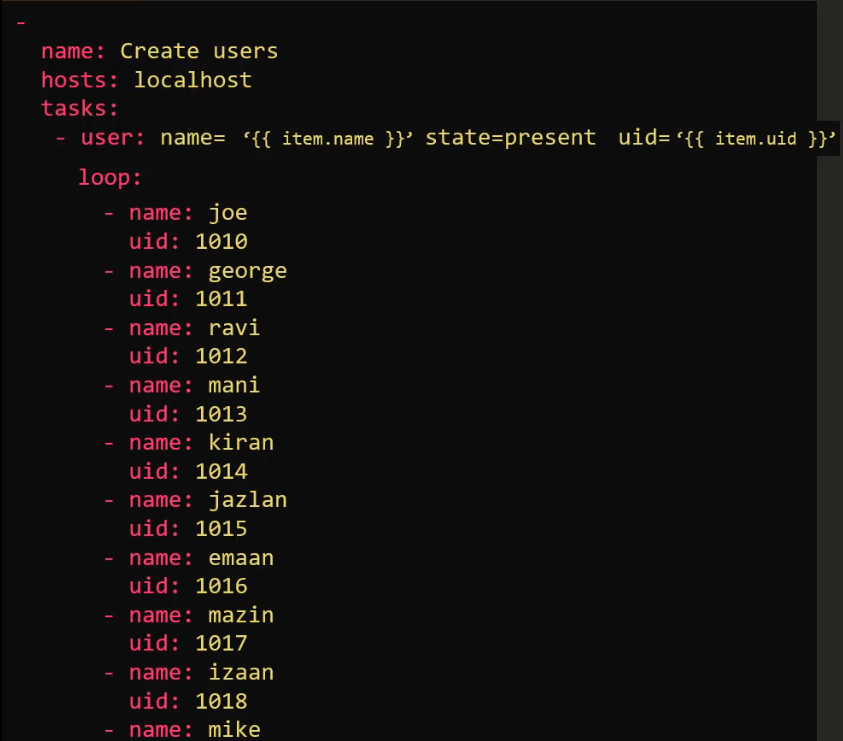 -
name: Create users
hosts: localhost
tasks:
- user: name= ‘{{ item.name }}’ state=present uid=‘{{ item.uid }}’
loop:
- name: joe
uid: 1010
- name: george
uid: 1011
- name: ravi
uid: 1012
- name: mani
uid: 1013
- name: kiran
uid: 1014
- name: jazlan
uid: 1015
- name: emaan
uid: 1016
- name: mazin
uid: 1017
- name: izaan
uid: 1018
- name: mike